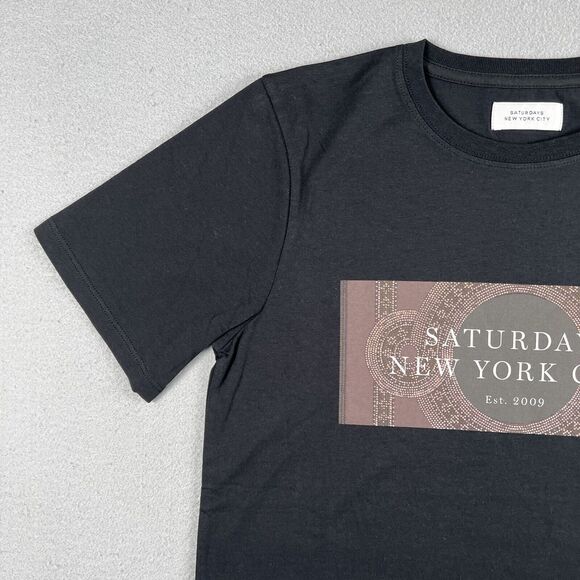 SATURDAYS
NEW YORK CITY
SATURDAY
NEW YORK C
Est. 2009